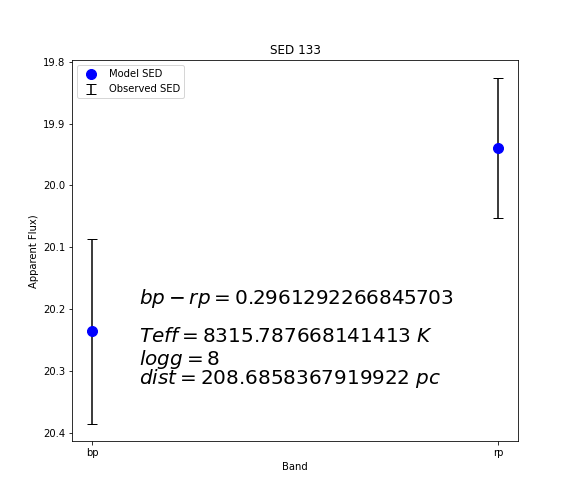 SED 133
Model SED
Observed SED
19.8
19.9
20.0
20.1
20.2
20.3
20.4
Apparent Flux)
bp − rp = 0.2961292266845703
Teff = 8315.787668141413 K
logg = 8
dist = 208.6858367919922 pc
bp
rp
Band